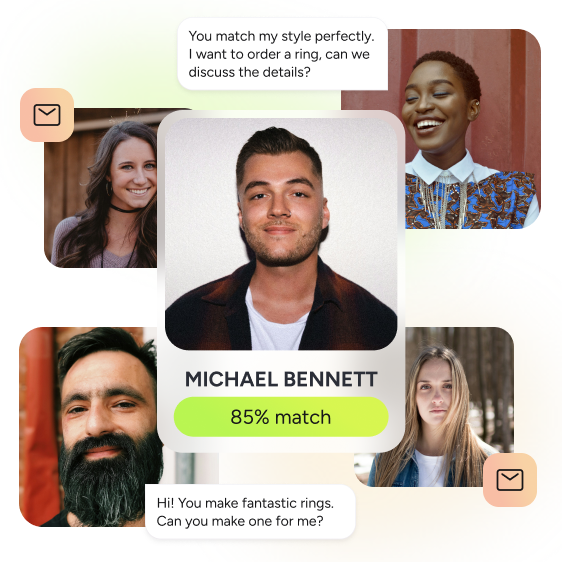 You match my style perfectly.
I want to order a ring, can we
discuss the details?
MICHAEL BENNETT
85% match
Hi! You make fantastic rings.
Can you make one for me?